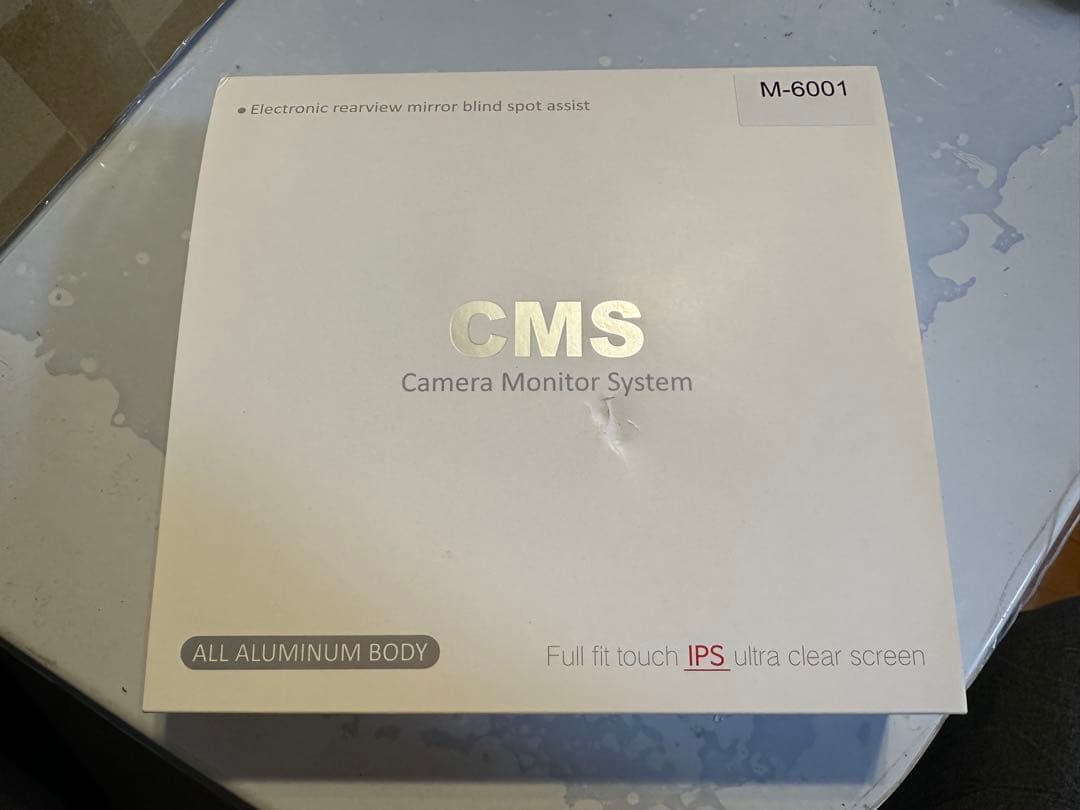 • Electronic rearview mirror blind spot assist
M-6001
CMS
Camera Monitor System
ALL ALUMINUM BODY
Full fit touch IPS ultra clear screen